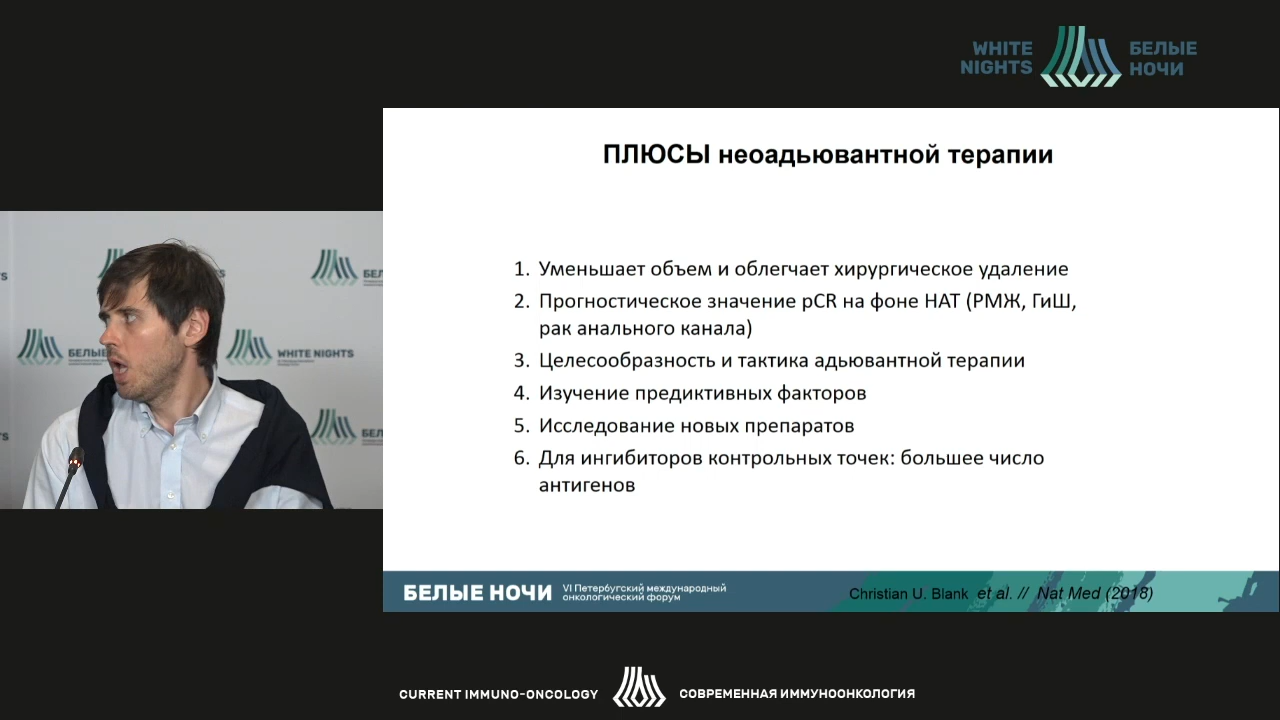 WHITE
NIGHTS
БЕЛЫЕ
НОЧИ
ПЛЮСЫ неоадьювантной терапии
1. Уменьшает объем и облегчает хирургическое удаление
2. Прогностическое значение pCR на фоне НАТ (РМЖ, ГиШ,
рак анального канала)
3. Целесообразность и тактика адьювантной терапии
4. Изучение предиктивных факторов
5. Исследование новых препаратов
6. Для ингибиторов контрольных точек: большее число
антигенов
БЕЛЫЕ
WHITE NIGHTS
БЕЛЫЕ НОЧИ
VI Петербургский международный
онкологический форум
Christian U. Blank et al. // Nat Med (2018)
CURRENT IMMUNO-ONCOLOGY
СОВРЕМЕННАЯ ИММУНООНКОЛОГИЯ